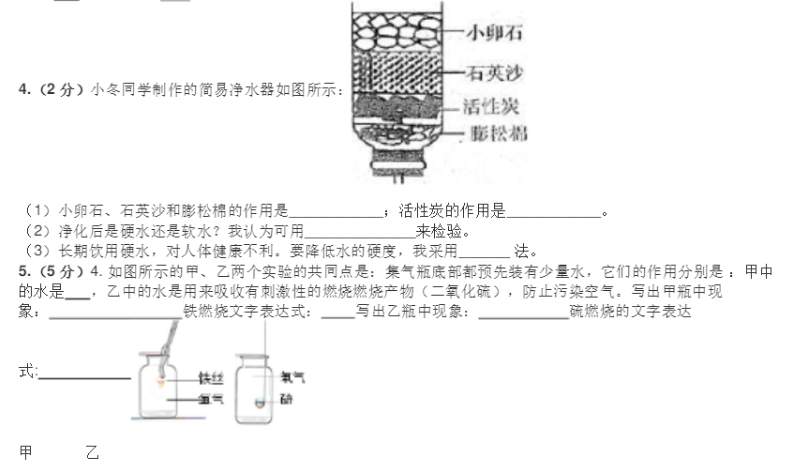 小卵石
石英沙
4.（2 分）小冬同学制作的简易净水器如图所示：
活性炭
膨松棉
（1）小卵石、石英沙和膨松棉的作用是____________；活性炭的作用是____________。
（2）净化后是硬水还是软水？我认为可用______________来检验。
（3）长期饮用硬水，对人体健康不利。要降低水的硬度，我采用_______ 法。
5.（5 分）4. 如图所示的甲、乙两个实验的共同点是：集气瓶底部都预先装有少量水，它们的作用分别是 ：甲中
的水是___ ，乙中的水是用来吸收有刺激性的燃烧燃烧产物（二氧化硫），防止污染空气。写出甲瓶中现
象：_________________铁燃烧文字表达式：____写出乙瓶中现象：___________硫燃烧的文字表达
式:____________
铁丝
氧气
氧气
硫
甲 乙